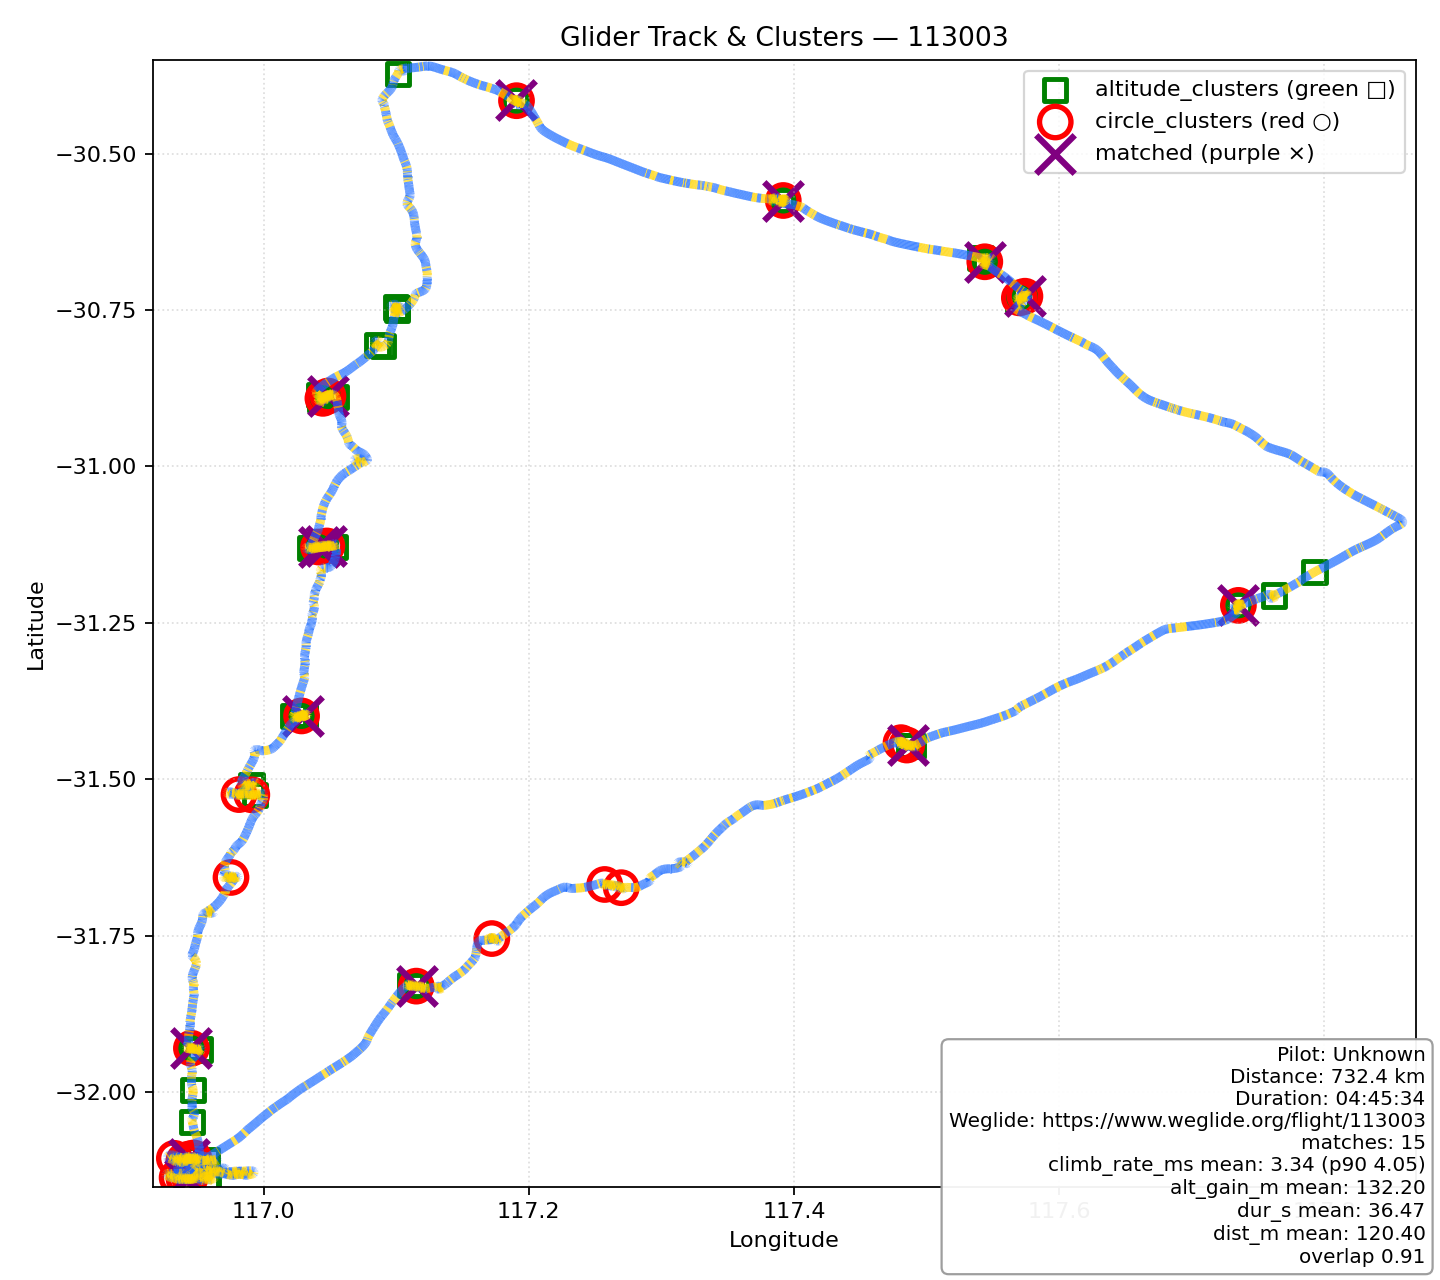 Glider Track & Clusters — 113003
altitude_clusters (green □)
circle_clusters (red ○)
matched (purple ×)
−30.50
−30.75
−31.00
−31.25
−31.50
−31.75
−32.00
Latitude
117.0
117.2
117.4
117.6
Longitude
Pilot: Unknown
Distance: 732.4 km
Duration: 04:45:34
Weglide: https://www.weglide.org/flight/113003
matches: 15
climb_rate_ms mean: 3.34 (p90 4.05)
alt_gain_m mean: 132.20
dur_s mean: 36.47
dist_m mean: 120.40
overlap 0.91